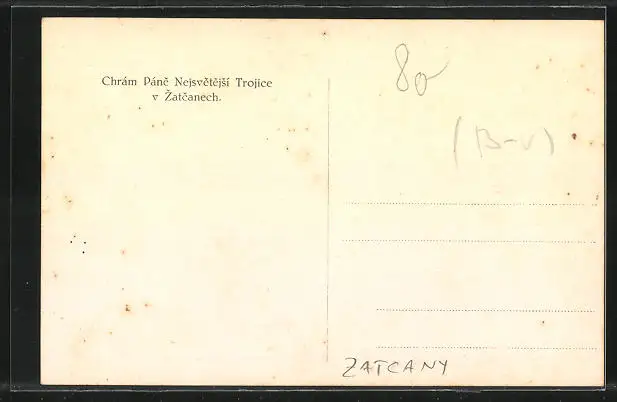 Chrám Páně Nejsvětější Trojice
v Žatčanech.
80
(B-V)
ZATCANY